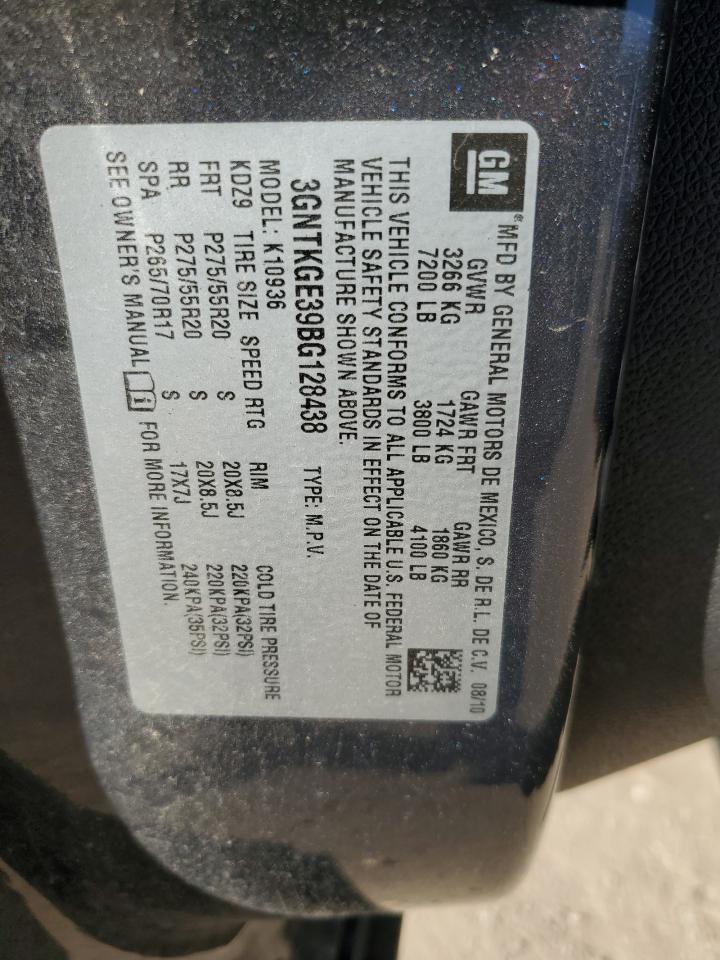 GM® MFD BY GENERAL MOTORS DE MEXICO, S. DE R.L. DE C.V. 08/10
GVWR GAWR FRT GAWR RR
3266 KG 1724 KG 1860 KG
7200 LB 3800 LB 4100 LB
THIS VEHICLE CONFORMS TO ALL APPLICABLE U.S. FEDERAL MOTOR
VEHICLE SAFETY STANDARDS IN EFFECT ON THE DATE OF
MANUFACTURE SHOWN ABOVE.
3GNTKGE39BG128438 TYPE: M.P.V.
MODEL: K10936
KDZ9 TIRE SIZE SPEED RTG RIM COLD TIRE PRESSURE
FRT P275/55R20 S 20X8.5J 220KPA(32PSI)
RR P275/55R20 S 20X8.5J 220KPA(32PSI)
SPA P265/70R17 S 17X7J 240KPA(35PSI)
SEE OWNER'S MANUAL i FOR MORE INFORMATION.